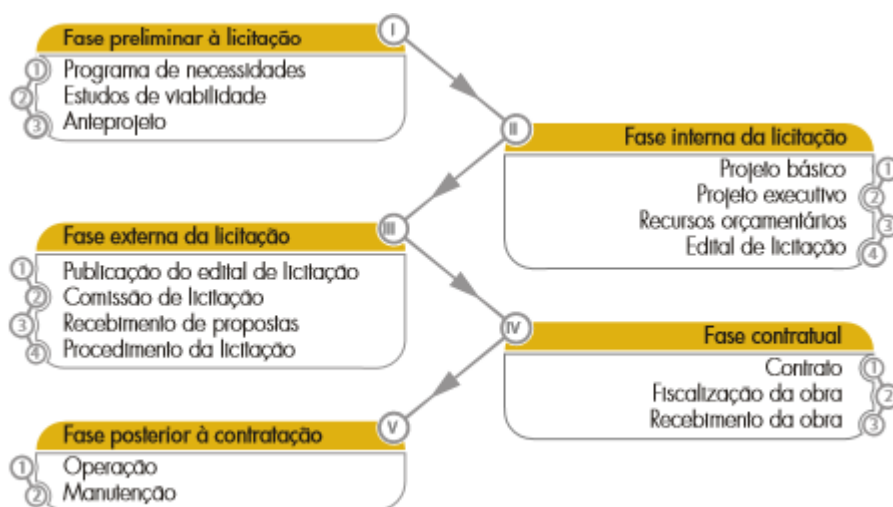 I
Fase preliminar à licitação
1 Programa de necessidades
2 Estudos de viabilidade
3 Anteprojeto
II
Fase interna da licitação
Projeto básico 1
Projeto executivo 2
Recursos orçamentários 3
Edital de licitação 4
III
Fase externa da licitação
1 Publicação do edital de licitação
2 Comissão de licitação
3 Recebimento de propostas
4 Procedimento da licitação
IV
Fase contratual
Contrato 1
Fiscalização da obra 2
Recebimento da obra 3
V
Fase posterior à contratação
1 Operação
2 Manutenção